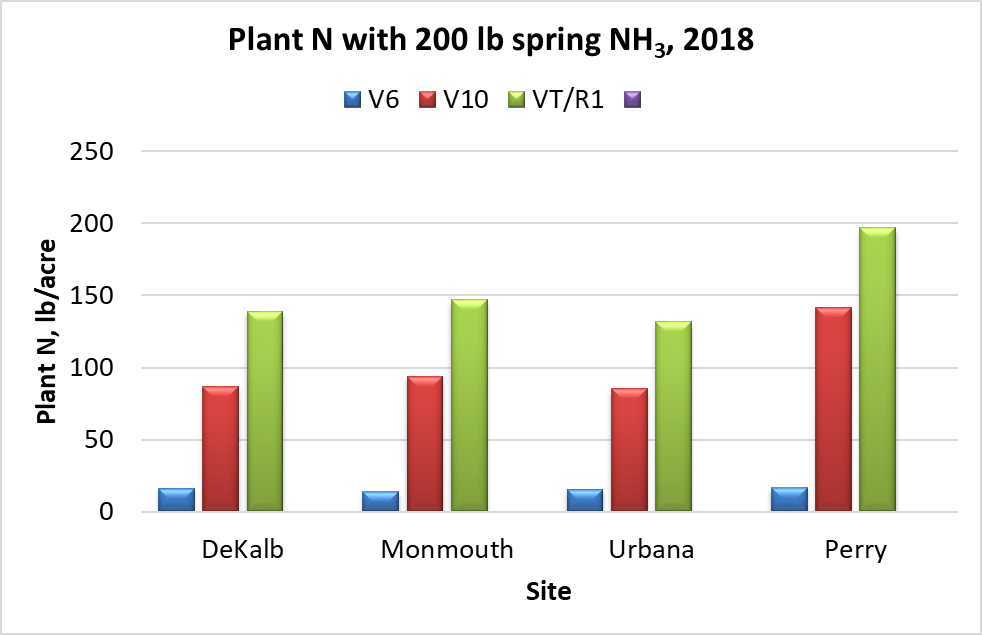 Plant N with 200 lb spring NH₃, 2018
V6 V10 VT/R1
250
200
150
100
50
0
Plant N, lb/acre
DeKalb Monmouth Urbana Perry
Site